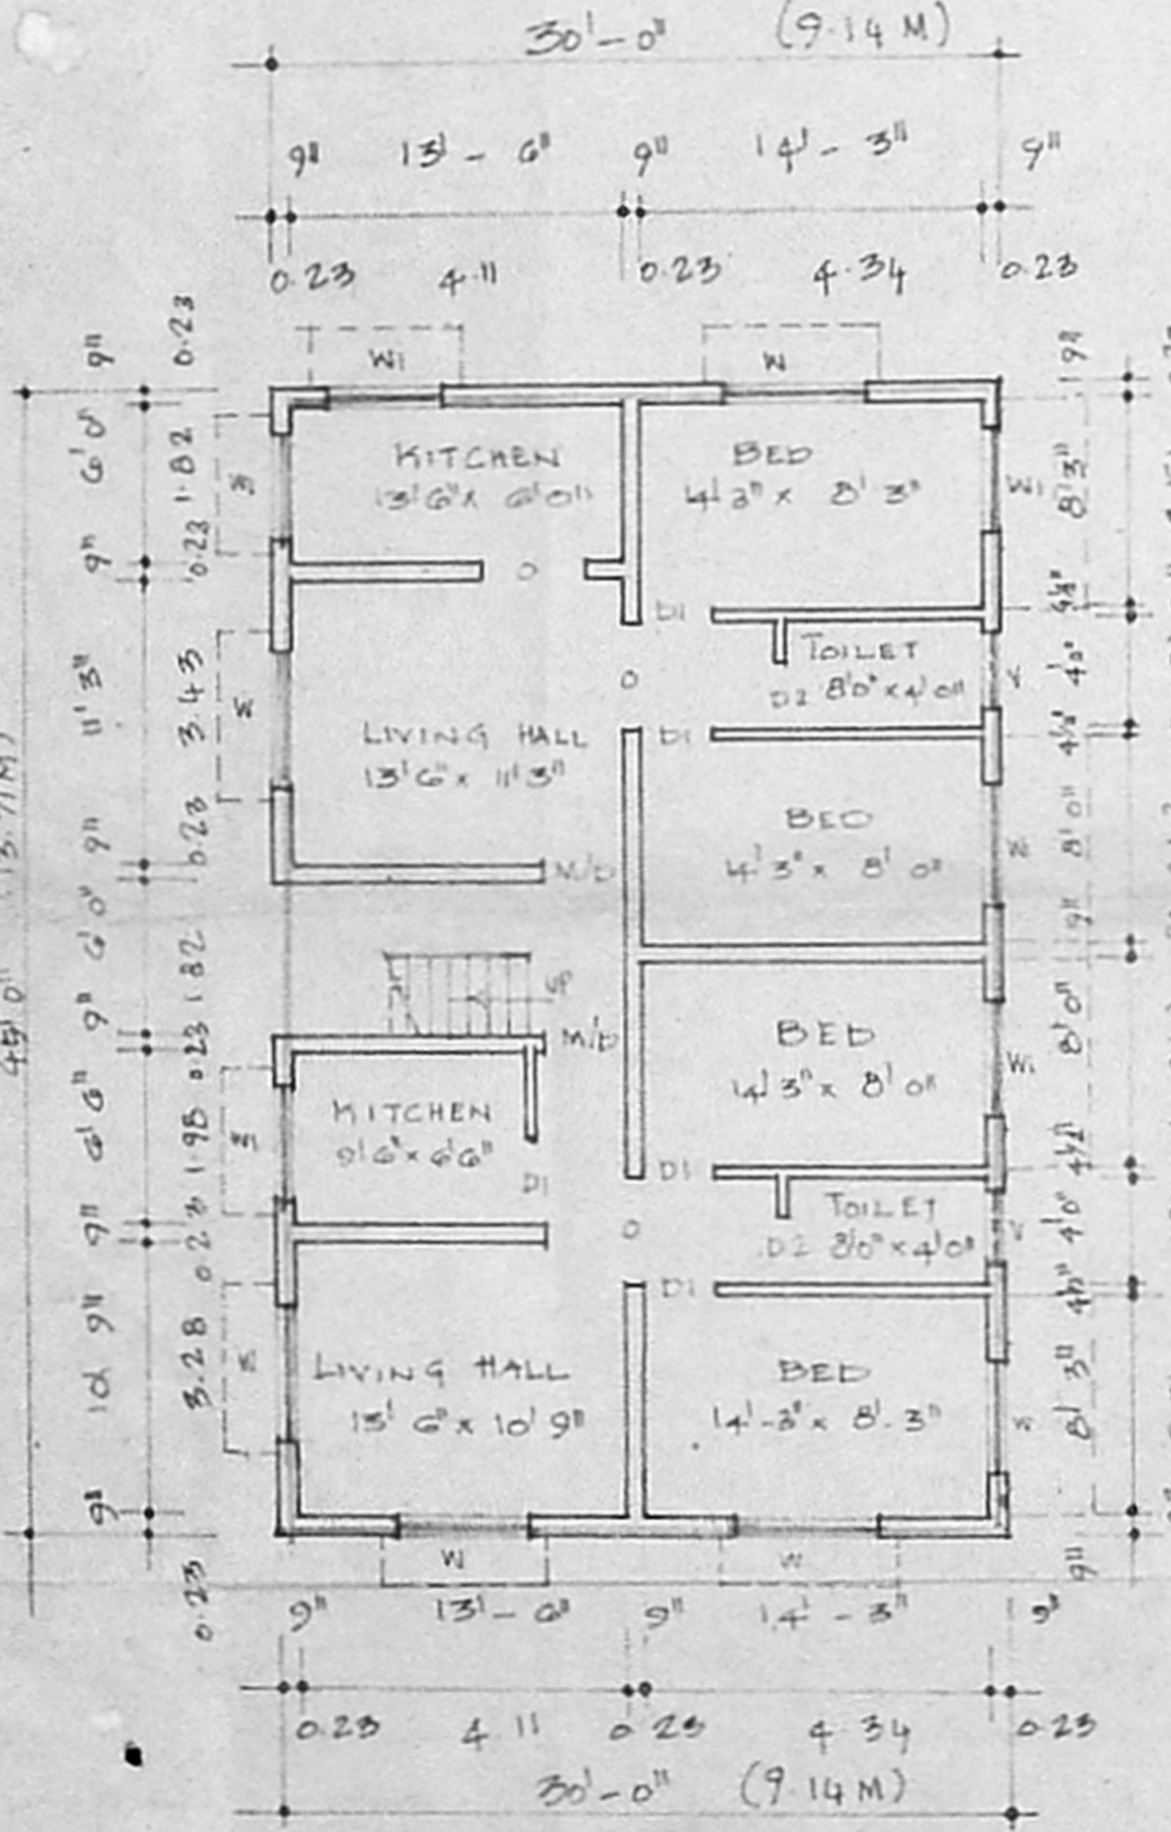 30'-0" (9.14 M)
9" 13'-6" 9" 14'-3" 9"
0.23 4.11 0.23 4.34 0.23
W1 W
KITCHEN
13'6" x 6'0"
BED
14'3" x 8'3"
W1
O
D1
TOILET
D2 8'0" x 4'0"
V
O
D1
LIVING HALL
13'6" x 11'3"
BED
14'3" x 8'0"
M/D
UP
M/D
BED
14'3" x 8'0"
W1
KITCHEN
9'6" x 6'6"
D1
D1
TOILET
D2 8'0" x 4'0"
V
O
D1
LIVING HALL
13'6" x 10'9"
BED
14'-3" x 8'-3"
W
W W
9" 6'0" 9" 11'3" 9" 6'0" 9" 6'6" 9" 10' 9" 9"
0.23 1.82 0.23 3.43 0.23 1.82 0.23 1.98 0.23 3.28 0.23
9" 8'3" 4½" 4'0" 4½" 8'0" 9" 8'0" 4½" 4'0" 4½" 8'3" 9"
9" 13'-6" 9" 14'-3" 9"
0.23 4.11 0.23 4.34 0.23
30'-0" (9.14 M)